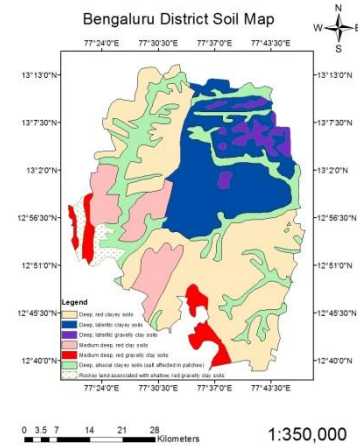 Bengaluru District Soil Map
N
W E
S
77°24'0"E 77°30'30"E 77°37'0"E 77°43'30"E
13°13'0"N 13°13'0"N
13°7'30"N 13°7'30"N
13°2'0"N 13°2'0"N
12°56'30"N 12°56'30"N
12°51'0"N 12°51'0"N
12°45'30"N 12°45'30"N
12°40'0"N 12°40'0"N
Legend
Deep, red clayey soils
Deep, lateritic clayey soils
Deep, lateritic gravelly clay soils
Medium deep, red clay soils
Medium deep, red gravelly clay soils
Deep, alluvial clayey soils (salt affected in patches)
Rocky land associated with shallow, red gravelly clay soils
77°24'0"E 77°30'30"E 77°37'0"E 77°43'30"E
0 3.5 7 14 21 28
Kilometers
1:350,000